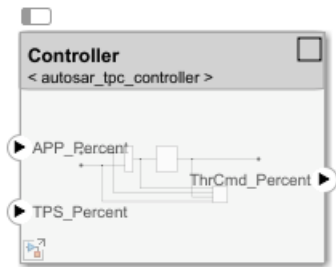 Controller
< autosar_tpc_controller >
APP_Percent
ThrCmd_Percent
TPS_Percent